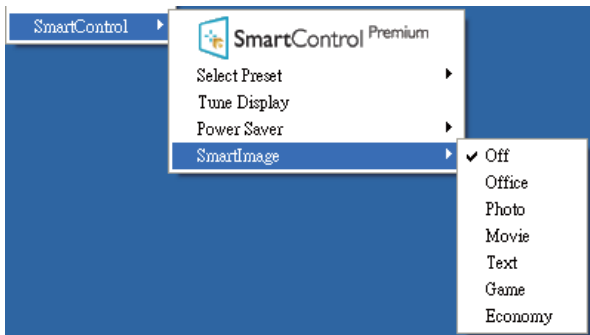 SmartControl
SmartControl Premium
Select Preset
Tune Display
Power Saver
SmartImage
Off
Office
Photo
Movie
Text
Game
Economy